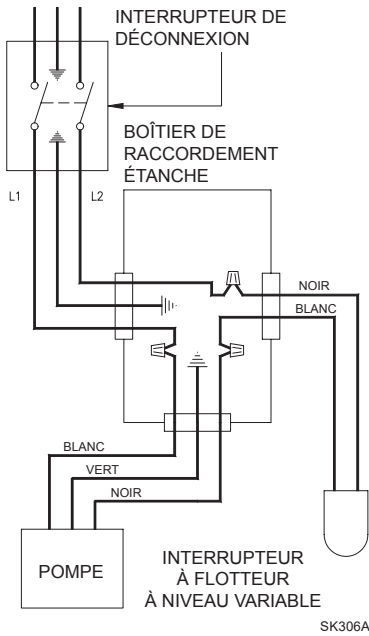 INTERRUPTEUR DE
DÉCONNEXION
BOÎTIER DE
RACCORDEMENT
ÉTANCHE
L1
L2
NOIR
BLANC
BLANC
VERT
NOIR
POMPE
INTERRUPTEUR
À FLOTTEUR
À NIVEAU VARIABLE
SK306A